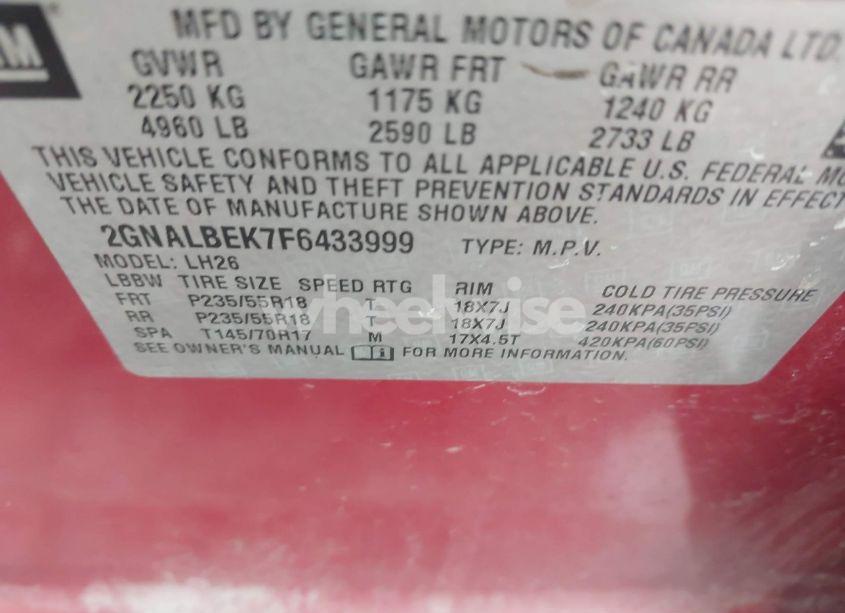 GM
MFD BY GENERAL MOTORS OF CANADA LTD.
GVWR GAWR FRT GAWR RR
2250 KG 1175 KG 1240 KG
4960 LB 2590 LB 2733 LB
THIS VEHICLE CONFORMS TO ALL APPLICABLE U.S. FEDERAL MO
VEHICLE SAFETY AND THEFT PREVENTION STANDARDS IN EFFECT
THE DATE OF MANUFACTURE SHOWN ABOVE.
2GNALBEK7F6433999 TYPE: M.P.V.
MODEL: LH26
LBBW TIRE SIZE SPEED RTG RIM COLD TIRE PRESSURE
FRT P235/55R18 T 18X7J 240KPA(35PSI)
RR P235/55R18 T 18X7J 240KPA(35PSI)
SPA T145/70R17 M 17X4.5T 420KPA(60PSI)
SEE OWNER'S MANUAL FOR MORE INFORMATION.
wheelwise